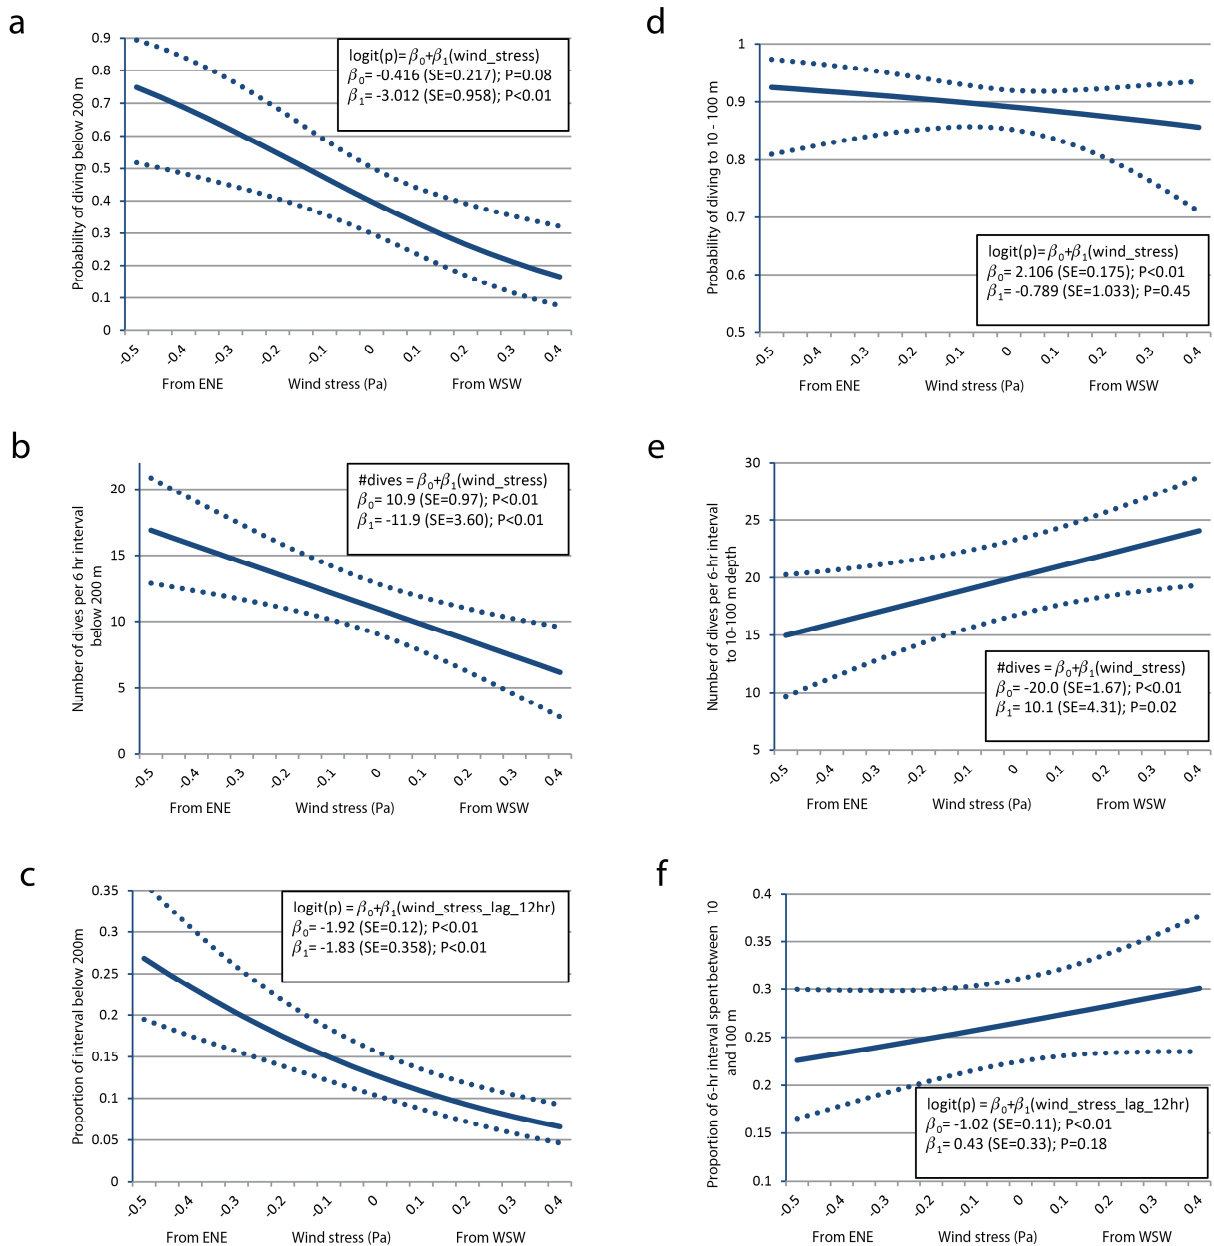 a
Probability of diving below 200 m
0.9
0.8
0.7
0.6
0.5
0.4
0.3
0.2
0.1
0
logit(p)= β0+β1(wind_stress)
β0= -0.416 (SE=0.217); P=0.08
β1= -3.012 (SE=0.958); P<0.01
-0.5 -0.4 -0.3 -0.2 -0.1 0 0.1 0.2 0.3 0.4
From ENE Wind stress (Pa) From WSW
d
Probability of diving to 10 - 100 m
1
0.9
0.8
0.7
0.6
0.5
logit(p)= β0+β1(wind_stress)
β0= 2.106 (SE=0.175); P<0.01
β1= -0.789 (SE=1.033); P=0.45
-0.5 -0.4 -0.3 -0.2 -0.1 0 0.1 0.2 0.3 0.4
From ENE Wind stress (Pa) From WSW
b
Number of dives per 6 hr interval
below 200 m
20
15
10
5
0
#dives = β0+β1(wind_stress)
β0= 10.9 (SE=0.97); P<0.01
β1= -11.9 (SE=3.60); P<0.01
-0.5 -0.4 -0.3 -0.2 -0.1 0 0.1 0.2 0.3 0.4
From ENE Wind stress (Pa) From WSW
e
Number of dives per 6-hr interval
to 10-100 m depth
30
25
20
15
10
5
#dives = β0+β1(wind_stress)
β0= -20.0 (SE=1.67); P<0.01
β1= 10.1 (SE=4.31); P=0.02
-0.5 -0.4 -0.3 -0.2 -0.1 0 0.1 0.2 0.3 0.4
From ENE Wind stress (Pa) From WSW
c
Proportion of interval below 200m
0.35
0.3
0.25
0.2
0.15
0.1
0.05
0
logit(p) = β0+β1(wind_stress_lag_12hr)
β0= -1.92 (SE=0.12); P<0.01
β1= -1.83 (SE=0.358); P<0.01
-0.5 -0.4 -0.3 -0.2 -0.1 0 0.1 0.2 0.3 0.4
From ENE Wind stress (Pa) From WSW
f
Proportion of 6-hr interval spent between 10
and100 m
0.4
0.35
0.3
0.25
0.2
0.15
0.1
logit(p) = β0+β1(wind_stress_lag_12hr)
β0= -1.02 (SE=0.11); P<0.01
β1= 0.43 (SE=0.33); P=0.18
-0.5 -0.4 -0.3 -0.2 -0.1 0 0.1 0.2 0.3 0.4
From ENE Wind stress (Pa) From WSW